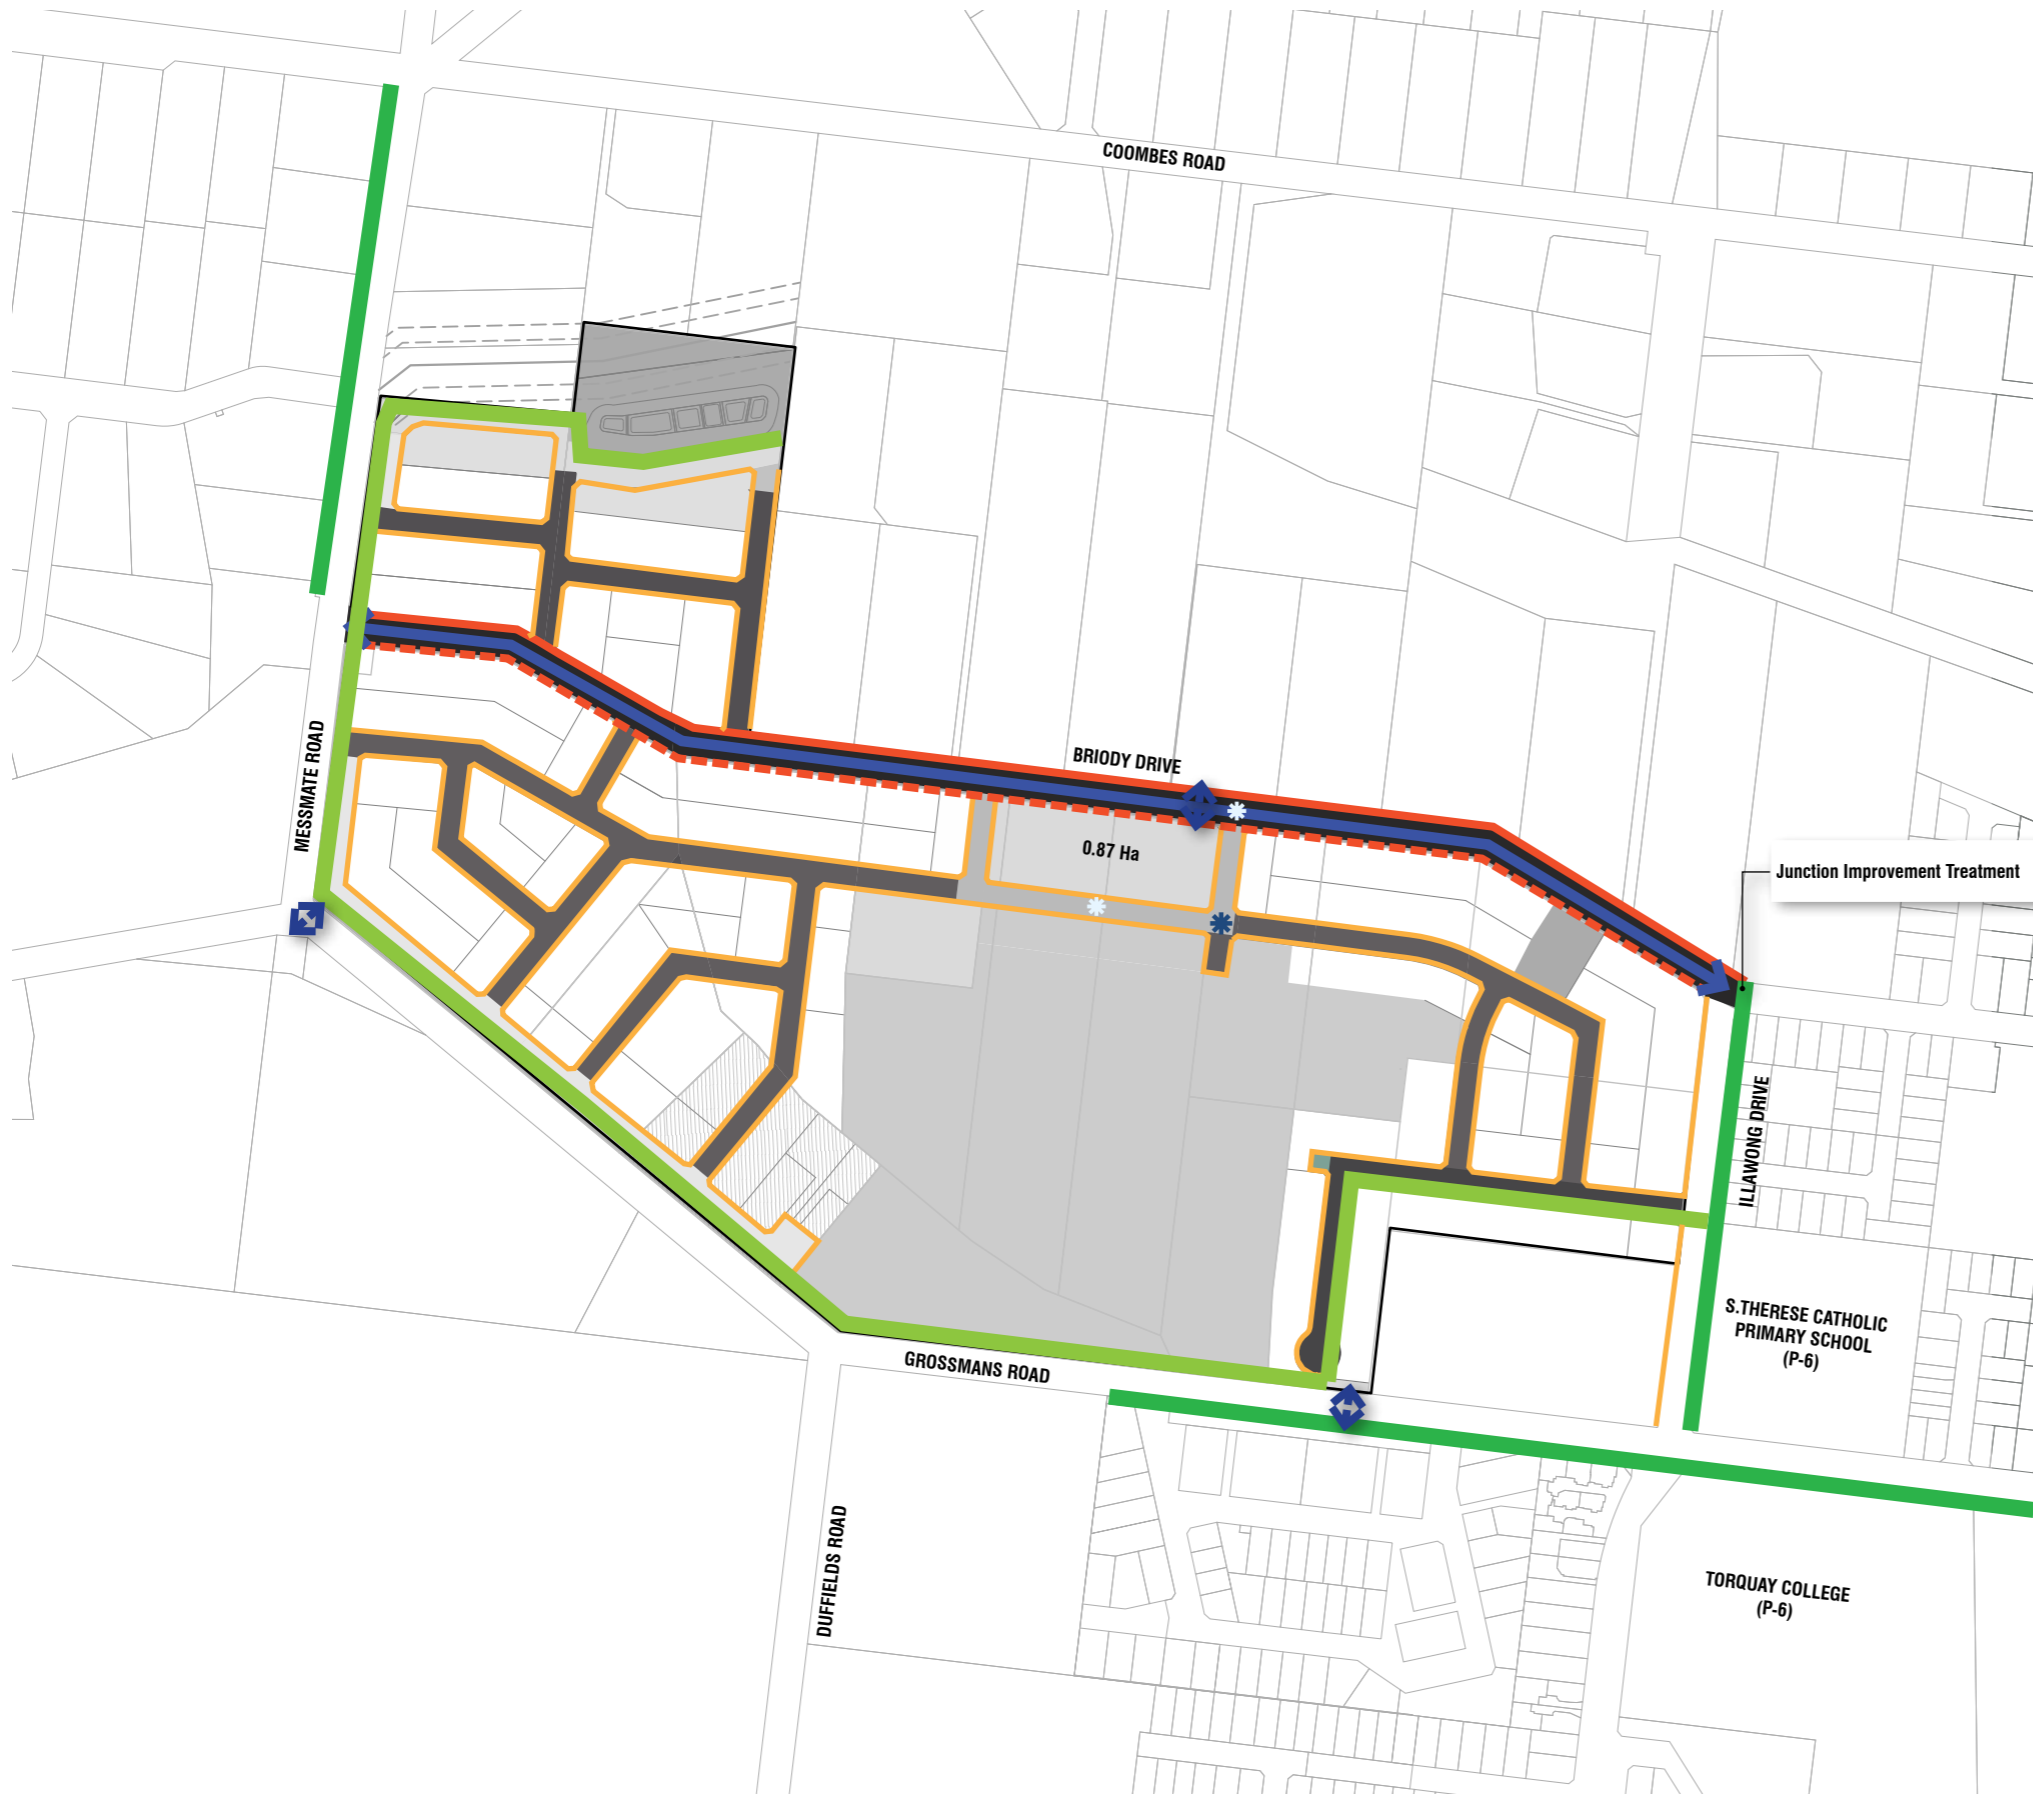 COOMBES ROAD
MESSMATE ROAD
BRIODY DRIVE
0.87 Ha
Junction Improvement Treatment
ILLAWONG DRIVE
S.THERESE CATHOLIC
PRIMARY SCHOOL
(P-6)
GROSSMANS ROAD
DUFFIELDS ROAD
TORQUAY COLLEGE
(P-6)